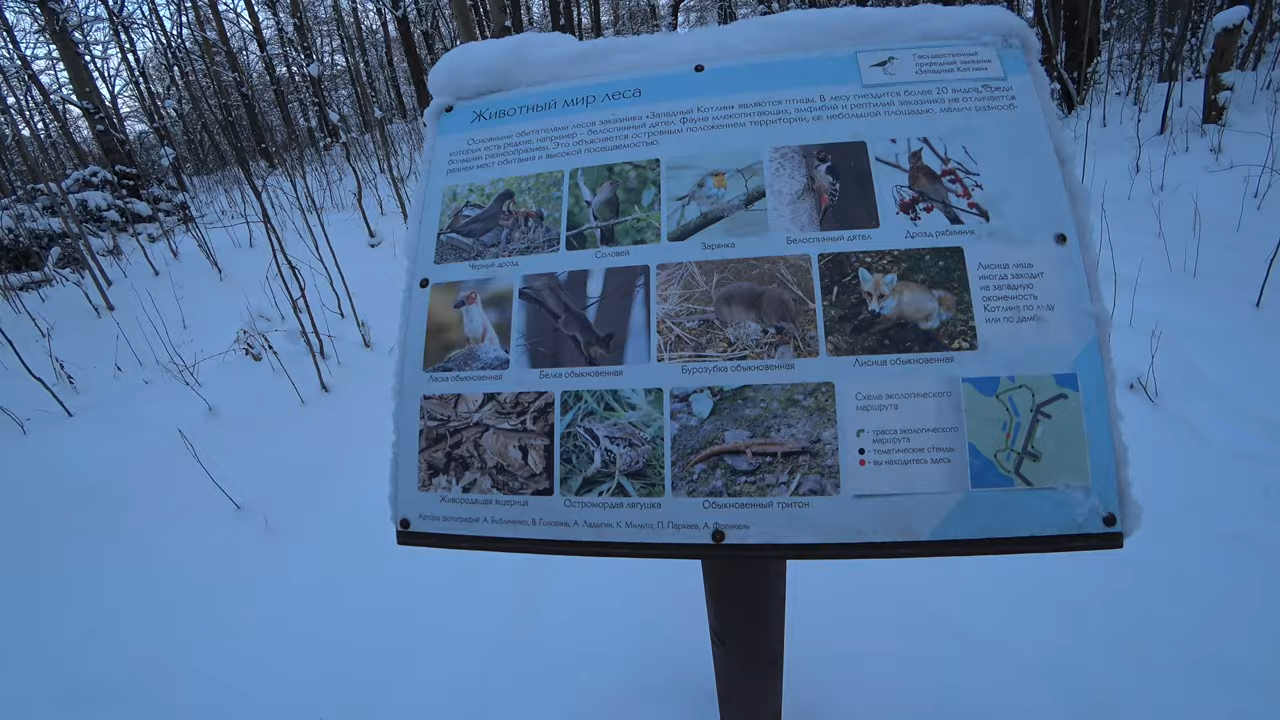 Государственный
природный заказник
«Западный Котлин»
Животный мир леса
Основными обитателями лесов заказника «Западный Котлин» являются птицы. В лесу гнездится более 20 видов, среди
которых есть редкие, например – белоспинный дятел. Фауна млекопитающих, амфибий и рептилий заказника не отличается
большим разнообразием. Это объясняется островным положением территории, её небольшой площадью, малым разнооб-
разием мест обитания и высокой посещаемостью.
Черный дрозд
Соловей
Зарянка
Белоспинный дятел
Дрозд рябинник
Ласка обыкновенная
Белка обыкновенная
Бурозубка обыкновенная
Лисица обыкновенная
Лисица лишь
иногда заходит
на западную
оконечность
Котлина по льду
или по дамбе
Живородящая ящерица
Остромордая лягушка
Обыкновенный тритон
Схема экологического
маршрута
- трасса экологического
маршрута
- тематические стенды
- вы находитесь здесь
Авторы фотографий: А. Бубличенко, В. Головань, А. Ладыгин, К. Мильто, П. Пархаев, А. Френкель